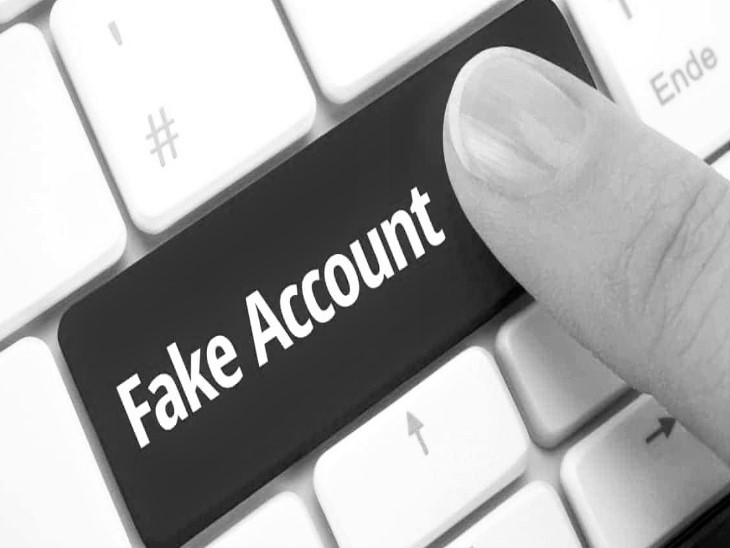 '
#
Fake Account
Ende
↑
→